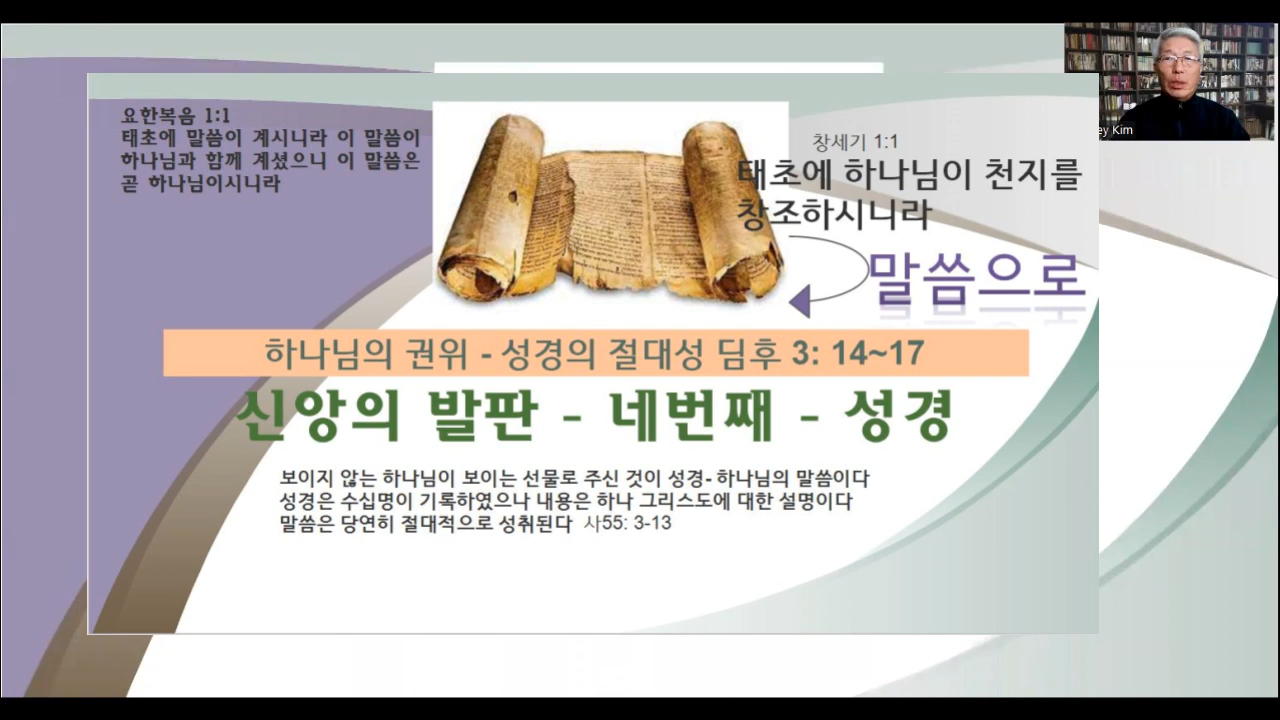 요한복음 1:1
태초에 말씀이 계시니라 이 말씀이
하나님과 함께 계셨으니 이 말씀은
곧 하나님이시니라
창세기 1:1
태초에 하나님이 천지를
창조하시니라
말씀으로
하나님의 권위 - 성경의 절대성 딤후 3: 14~17
신앙의 발판 - 네번째 - 성경
보이지 않는 하나님이 보이는 선물로 주신 것이 성경- 하나님의 말씀이다
성경은 수십명이 기록하였으나 내용은 하나 그리스도에 대한 설명이다
말씀은 당연히 절대적으로 성취된다 사55: 3-13
ey Kim